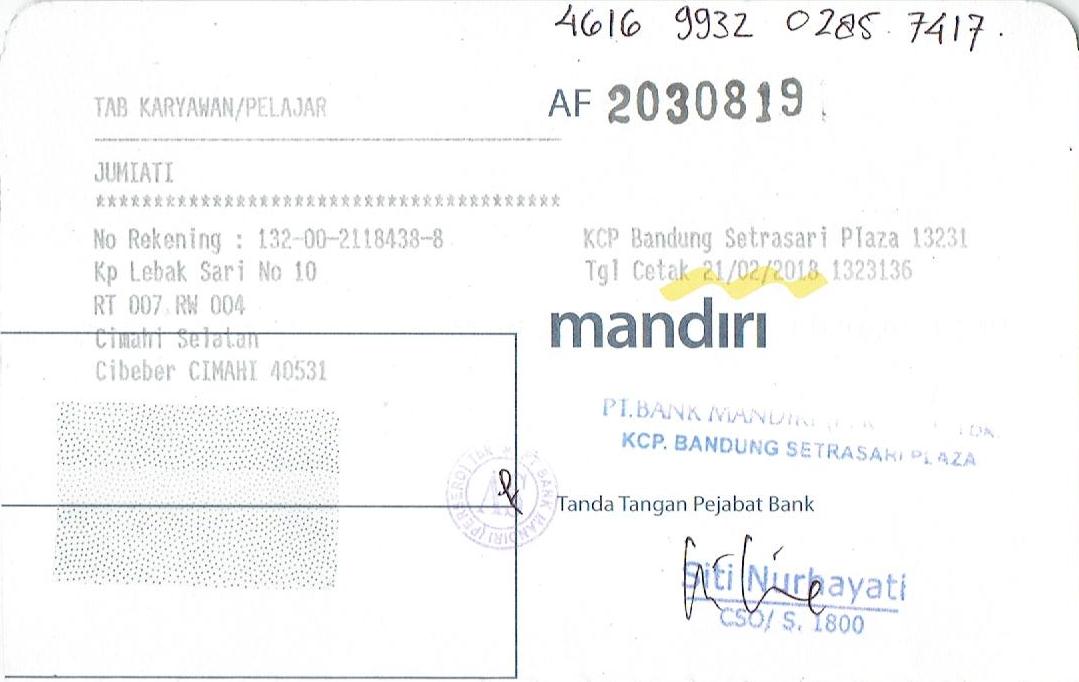 4616 9932 0285 7417.
TAB KARYAWAN/PELAJAR
AF 2030819
JUMIATI
****************************************
No Rekening : 132-00-2118438-8
Kp Lebak Sari No 10
RT 007 RW 004
Cimahi Selatan
Cibeber CIMAHI 40531
KCP Bandung Setrasari Plaza 13231
Tgl Cetak 21/02/2018 1323136
mandiri
PT.BANK MANDIRI
KCP. BANDUNG SETRASARI PLAZA
BANK MANDIRI (PERSERO) Tbk
Tanda Tangan Pejabat Bank
Siti Nurhayati
CSO/ S. 1800